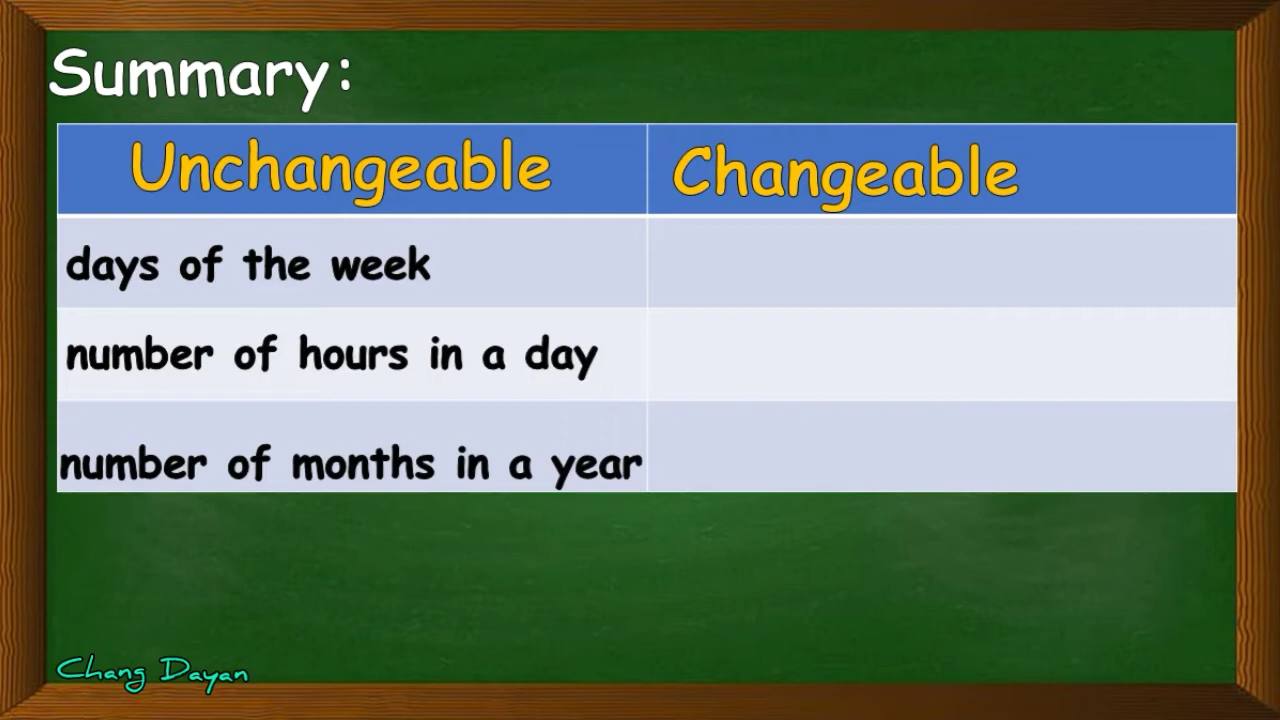 Summary:
Unchangeable Changeable
days of the week
number of hours in a day
number of months in a year
Chang Dayan